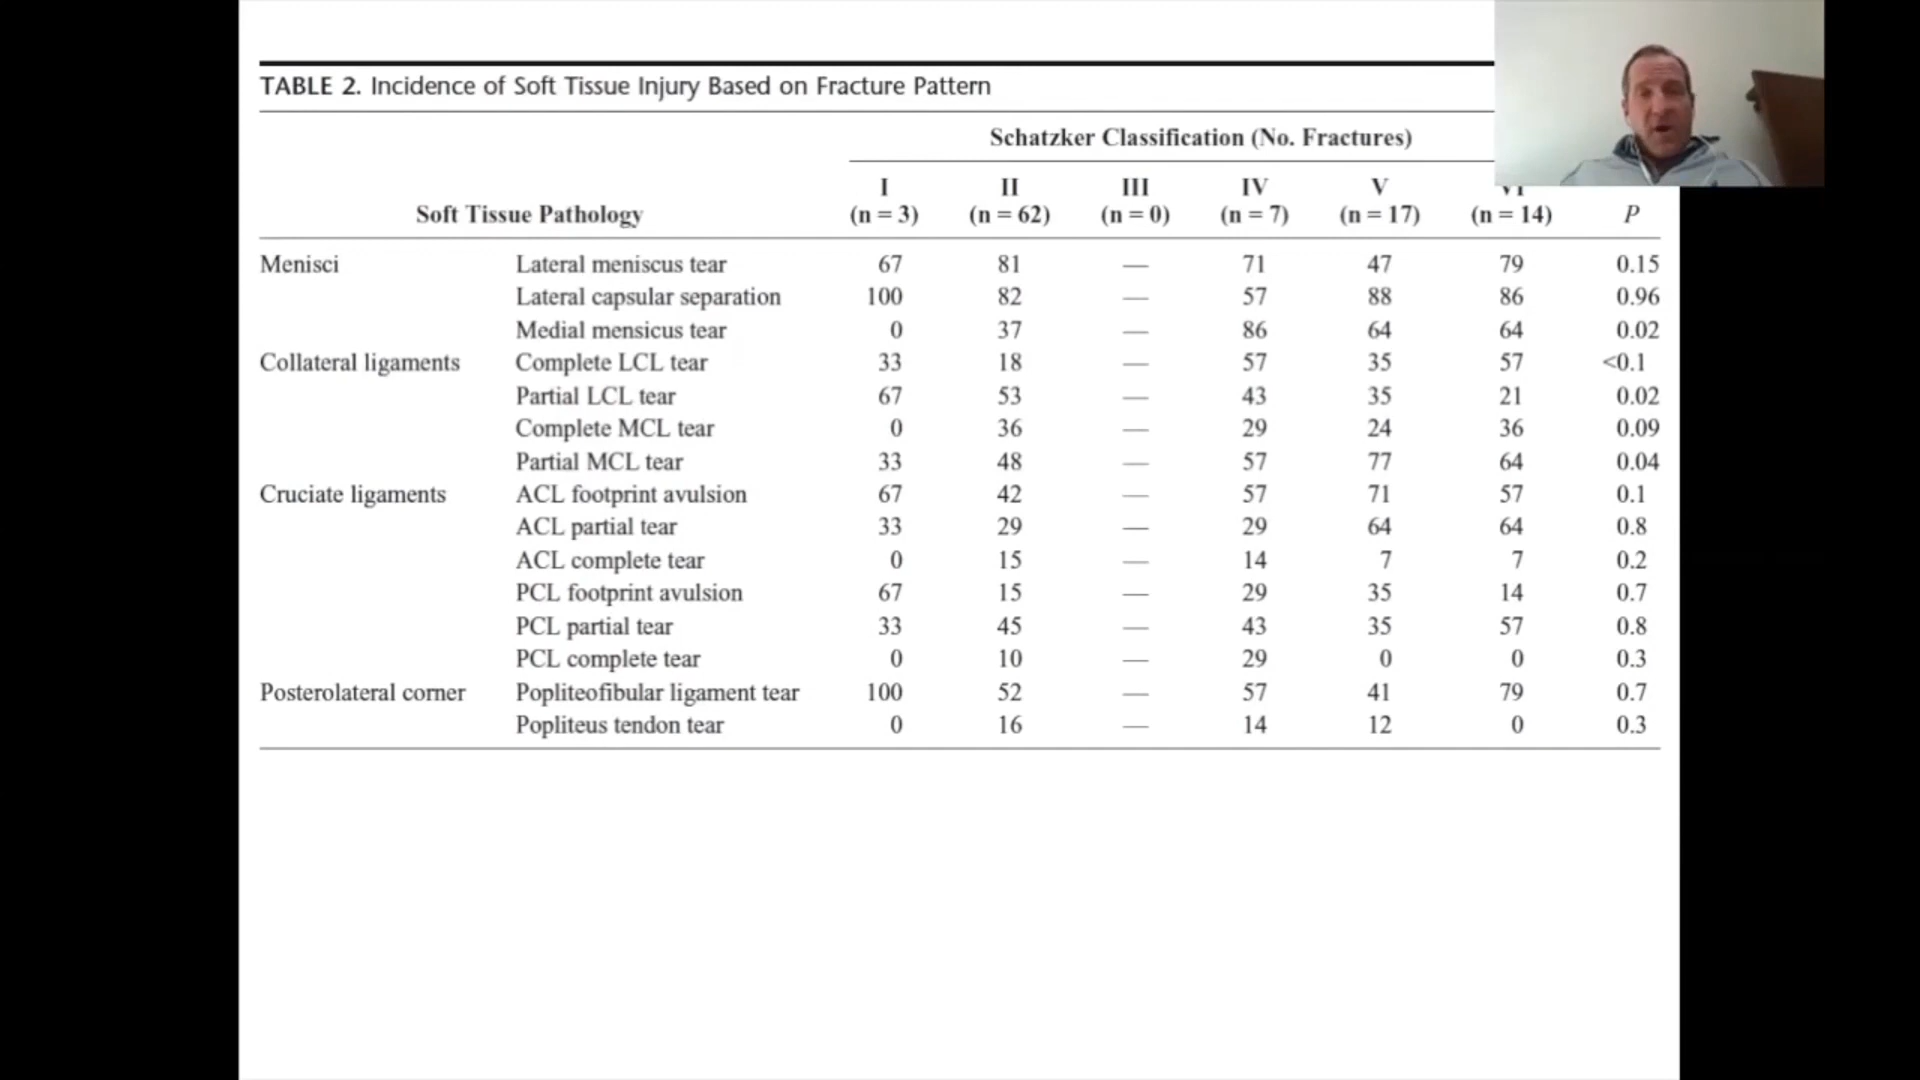 TABLE 2. Incidence of Soft Tissue Injury Based on Fracture Pattern
Schatzker Classification (No. Fractures)
I II III IV V VI
Soft Tissue Pathology (n = 3) (n = 62) (n = 0) (n = 7) (n = 17) (n = 14) P
Menisci Lateral meniscus tear 67 81 — 71 47 79 0.15
Lateral capsular separation 100 82 — 57 88 86 0.96
Medial mensicus tear 0 37 — 86 64 64 0.02
Collateral ligaments Complete LCL tear 33 18 — 57 35 57 <0.1
Partial LCL tear 67 53 — 43 35 21 0.02
Complete MCL tear 0 36 — 29 24 36 0.09
Partial MCL tear 33 48 — 57 77 64 0.04
Cruciate ligaments ACL footprint avulsion 67 42 — 57 71 57 0.1
ACL partial tear 33 29 — 29 64 64 0.8
ACL complete tear 0 15 — 14 7 7 0.2
PCL footprint avulsion 67 15 — 29 35 14 0.7
PCL partial tear 33 45 — 43 35 57 0.8
PCL complete tear 0 10 — 29 0 0 0.3
Posterolateral corner Popliteofibular ligament tear 100 52 — 57 41 79 0.7
Popliteus tendon tear 0 16 — 14 12 0 0.3